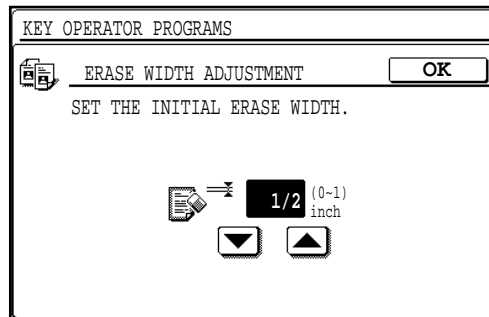 KEY OPERATOR PROGRAMS
ERASE WIDTH ADJUSTMENT OK
SET THE INITIAL ERASE WIDTH.
1/2 (0~1)
inch